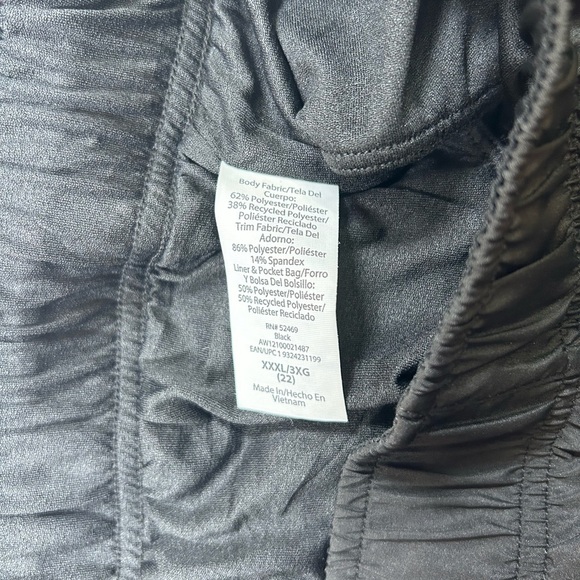 Body Fabric/Tela Del
Cuerpo:
62% Polyester/Poliéster
38% Recycled Polyester/
Poliéster Reciclado
Trim Fabric/Tela Del
Adorno:
86% Polyester/Poliéster
14% Spandex
Liner & Pocket Bag/Forro
Y Bolsa Del Bolsillo:
50% Polyester/Poliéster
50% Recycled Polyester/
Poliéster Reciclado
RN# 52469
Black
AW12100021487
EAN/UPC 1 9324231199
XXXL/3XG
(22)
Made In/Hecho En
Vietnam